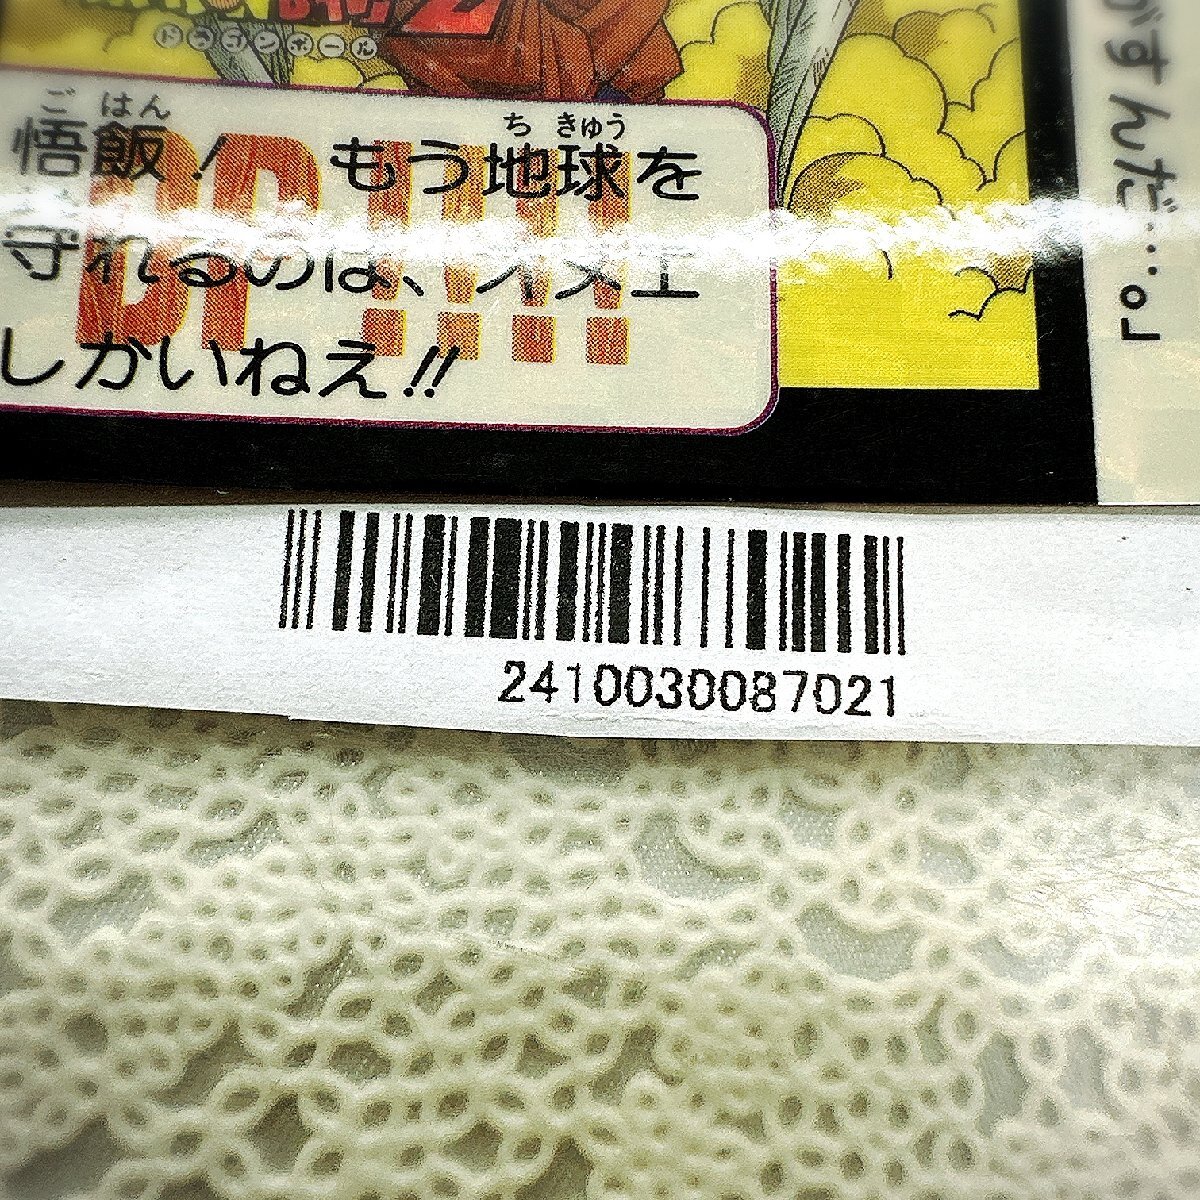 ドラゴンボール
悟飯! もう地球を
ごはん ちきゅう
守れるのは、オメエ
しかいねえ!!
BP!!!!
がすんだ…。」
2410030087021